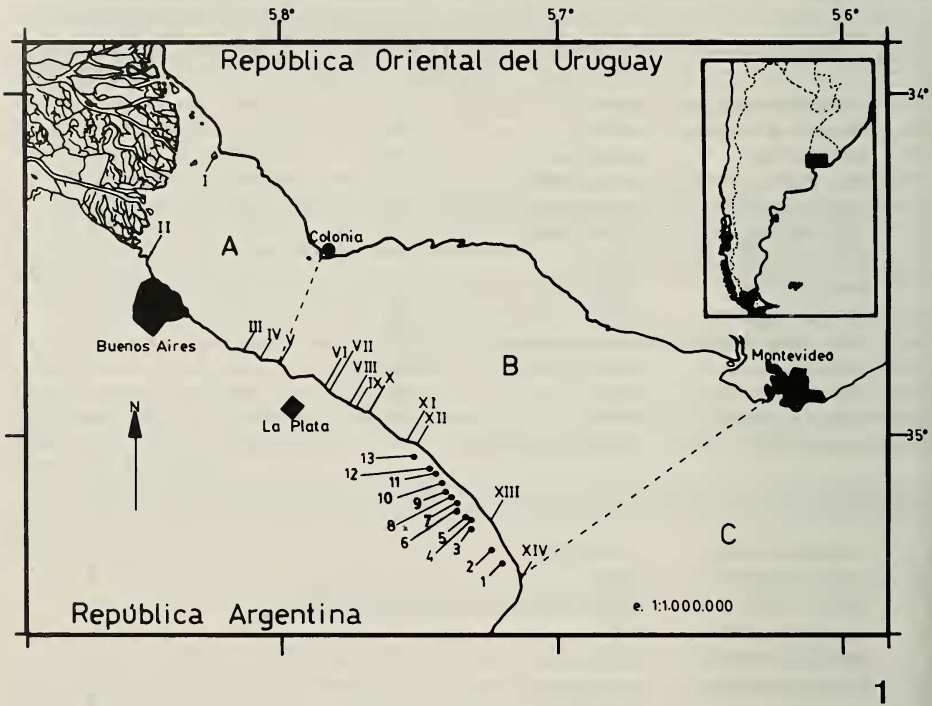 58° 57° 56°
República Oriental del Uruguay
34°
I
II
A
Colonia
Buenos Aires
III IV V
VI VII
VIII
IX X
B
Montevideo
N
La Plata
XI
XII
35°
13
12
11
10
9
8
7
6
5
4
3
2
1
XIII
XIV
C
República Argentina
e. 1:1.000.000
1